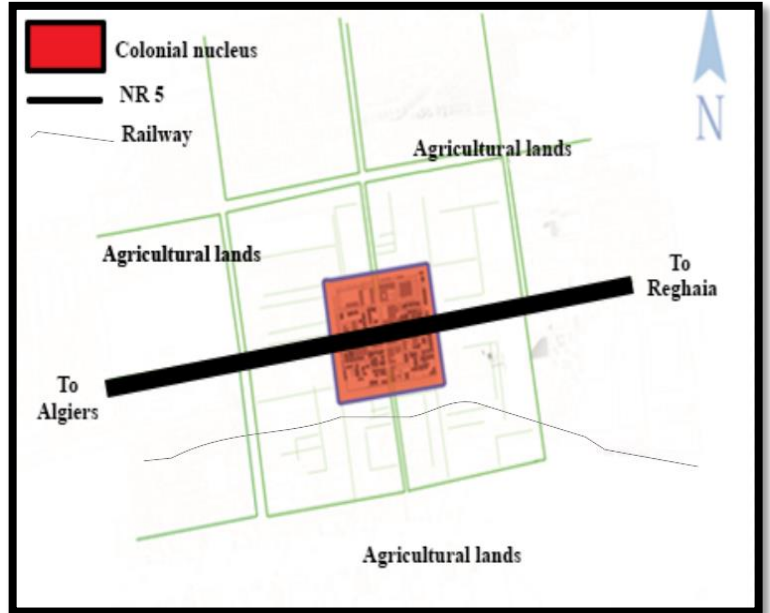 Colonial nucleus
NR 5
Railway
N
Agricultural lands
Agricultural lands
To
Reghaia
To
Algiers
Agricultural lands